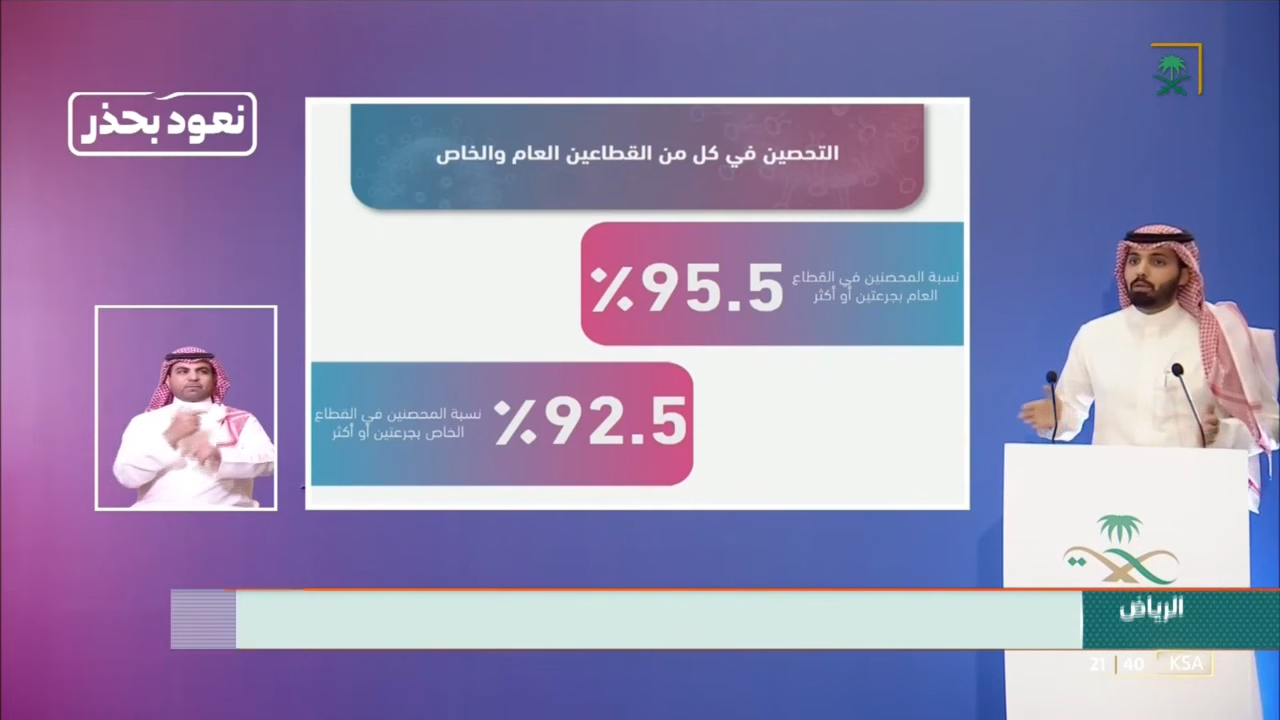 نعود بحذر
التحصين في كل من القطاعين العام والخاص
نسبة المحصنين في القطاع
العام بجرعتين أو أكثر
٪95.5
٪92.5
نسبة المحصنين في القطاع
الخاص بجرعتين أو أكثر
الرياض
21 40 KSA